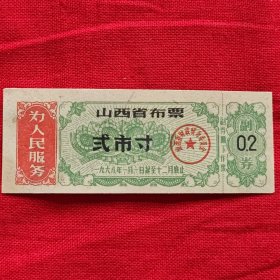 为人民服务
山西省布票
贰市寸
一九六八年一月一日起至十二月底止
副券
0.2